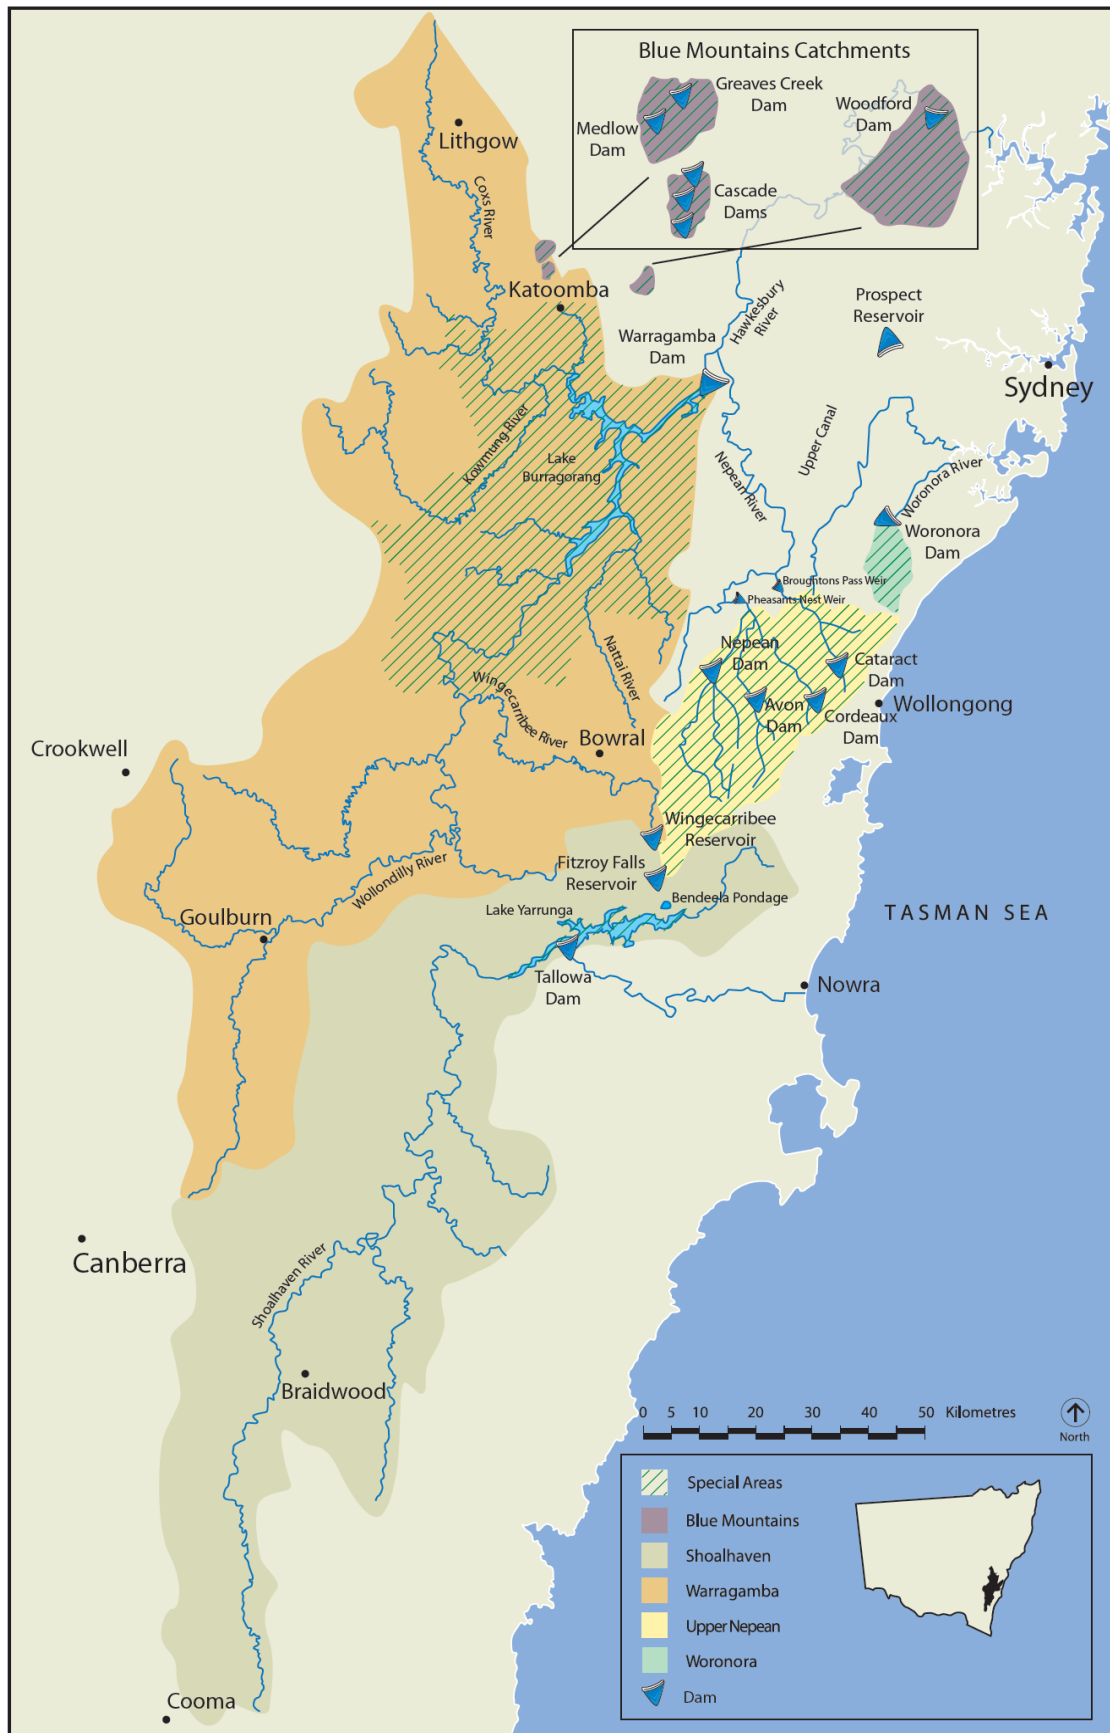 Blue Mountains Catchments
Greaves Creek
Dam
Woodford
Dam
Medlow
Dam
Cascade
Dams
Lithgow
Coxs River
Katoomba
Hawkesbury
River
Prospect
Reservoir
Warragamba
Dam
Sydney
Upper Canal
Kowmung River
Lake
Burragorang
Nepean River
Woronora River
Woronora
Dam
Broughtons Pass Weir
Pheasants Nest Weir
Nepean
Dam
Cataract
Dam
Nattai River
Wingecarribee River
Avon
Dam
Cordeaux
Dam
Wollongong
Bowral
Crookwell
Wingecarribee
Reservoir
Fitzroy Falls
Reservoir
Wollondilly River
Bendeela Pondage
Lake Yarrunga
Goulburn
TASMAN SEA
Tallowa
Dam
Nowra
Canberra
Shoalhaven River
Braidwood
0 5 10 20 30 40 50 Kilometres
North
Special Areas
Blue Mountains
Shoalhaven
Warragamba
Upper Nepean
Woronora
Dam
Cooma